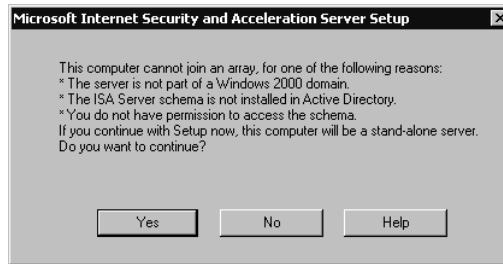 Microsoft Internet Security and Acceleration Server Setup
This computer cannot join an array, for one of the following reasons:
* The server is not part of a Windows 2000 domain.
* The ISA Server schema is not installed in Active Directory.
* You do not have permission to access the schema.
If you continue with Setup now, this computer will be a stand-alone server.
Do you want to continue?
Yes
No
Help